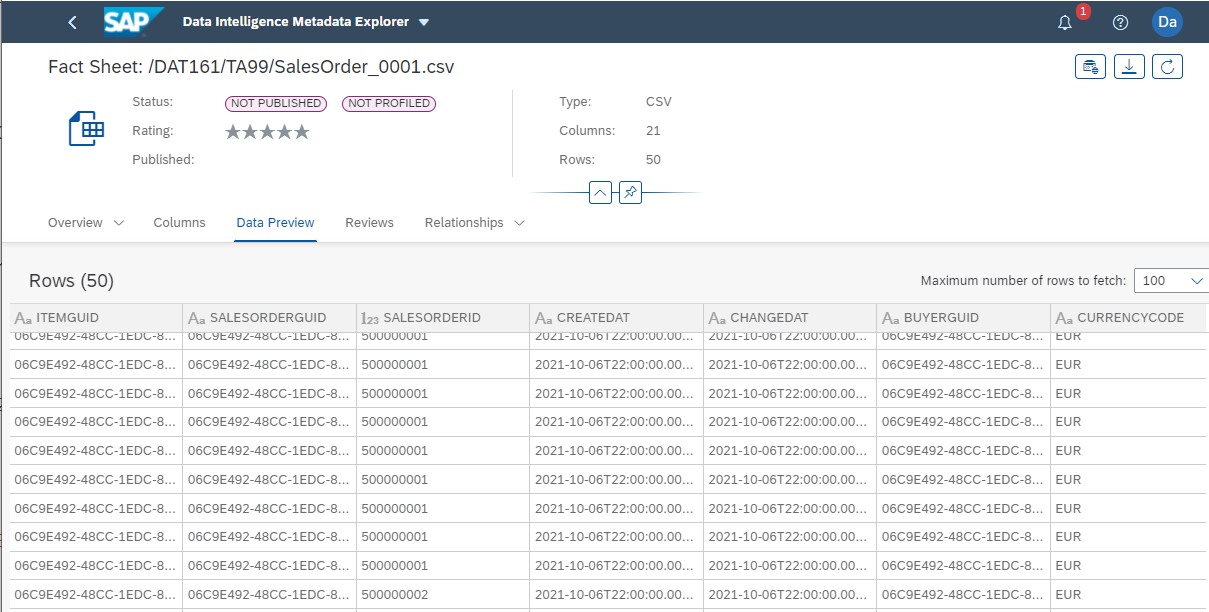 SAP Data Intelligence Metadata Explorer 1 Da
Fact Sheet: /DAT161/TA99/SalesOrder_0001.csv
Status: NOT PUBLISHED NOT PROFILED Type: CSV
Rating: Columns: 21
Published: Rows: 50
Overview Columns Data Preview Reviews Relationships
Rows (50) Maximum number of rows to fetch: 100
Aa ITEMGUID Aa SALESORDERGUID 123 SALESORDERID Aa CREATEDAT Aa CHANGEDAT Aa BUYERGUID Aa CURRENCYCODE
06C9E492-48CC-1EDC-8... 06C9E492-48CC-1EDC-8... 500000001 2021-10-06T22:00:00.00... 2021-10-06T22:00:00.00... 06C9E492-48CC-1EDC-8... EUR
06C9E492-48CC-1EDC-8... 06C9E492-48CC-1EDC-8... 500000001 2021-10-06T22:00:00.00... 2021-10-06T22:00:00.00... 06C9E492-48CC-1EDC-8... EUR
06C9E492-48CC-1EDC-8... 06C9E492-48CC-1EDC-8... 500000001 2021-10-06T22:00:00.00... 2021-10-06T22:00:00.00... 06C9E492-48CC-1EDC-8... EUR
06C9E492-48CC-1EDC-8... 06C9E492-48CC-1EDC-8... 500000001 2021-10-06T22:00:00.00... 2021-10-06T22:00:00.00... 06C9E492-48CC-1EDC-8... EUR
06C9E492-48CC-1EDC-8... 06C9E492-48CC-1EDC-8... 500000001 2021-10-06T22:00:00.00... 2021-10-06T22:00:00.00... 06C9E492-48CC-1EDC-8... EUR
06C9E492-48CC-1EDC-8... 06C9E492-48CC-1EDC-8... 500000001 2021-10-06T22:00:00.00... 2021-10-06T22:00:00.00... 06C9E492-48CC-1EDC-8... EUR
06C9E492-48CC-1EDC-8... 06C9E492-48CC-1EDC-8... 500000001 2021-10-06T22:00:00.00... 2021-10-06T22:00:00.00... 06C9E492-48CC-1EDC-8... EUR
06C9E492-48CC-1EDC-8... 06C9E492-48CC-1EDC-8... 500000001 2021-10-06T22:00:00.00... 2021-10-06T22:00:00.00... 06C9E492-48CC-1EDC-8... EUR
06C9E492-48CC-1EDC-8... 06C9E492-48CC-1EDC-8... 500000001 2021-10-06T22:00:00.00... 2021-10-06T22:00:00.00... 06C9E492-48CC-1EDC-8... EUR
06C9E492-48CC-1EDC-8... 06C9E492-48CC-1EDC-8... 500000002 2021-10-06T22:00:00.00... 2021-10-06T22:00:00.00... 06C9E492-48CC-1EDC-8... EUR